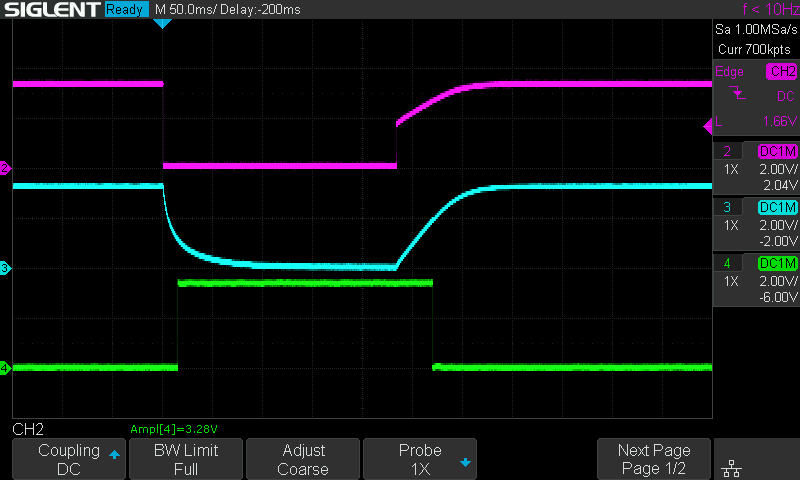 SIGLENT Ready M 50.0ms/ Delay:-200ms f < 10Hz
Sa 1.00MSa/s
Curr 700kpts
Edge CH2
DC
L 1.66V
2 DC1M
1X 2.00V/
2.04V
3 DC1M
1X 2.00V/
-2.00V
4 DC1M
1X 2.00V/
-6.00V
2
3
4
CH2 Ampl[4]=3.28V
Coupling
DC
BW Limit
Full
Adjust
Coarse
Probe
1X
Next Page
Page 1/2